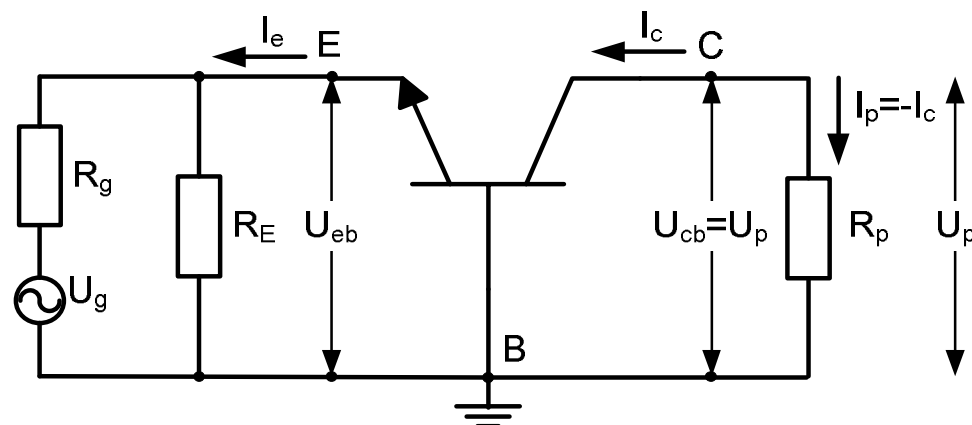 I_e E I_c C
I_p=-I_c
R_g
R_E U_eb U_cb=U_p R_p U_p
U_g
B